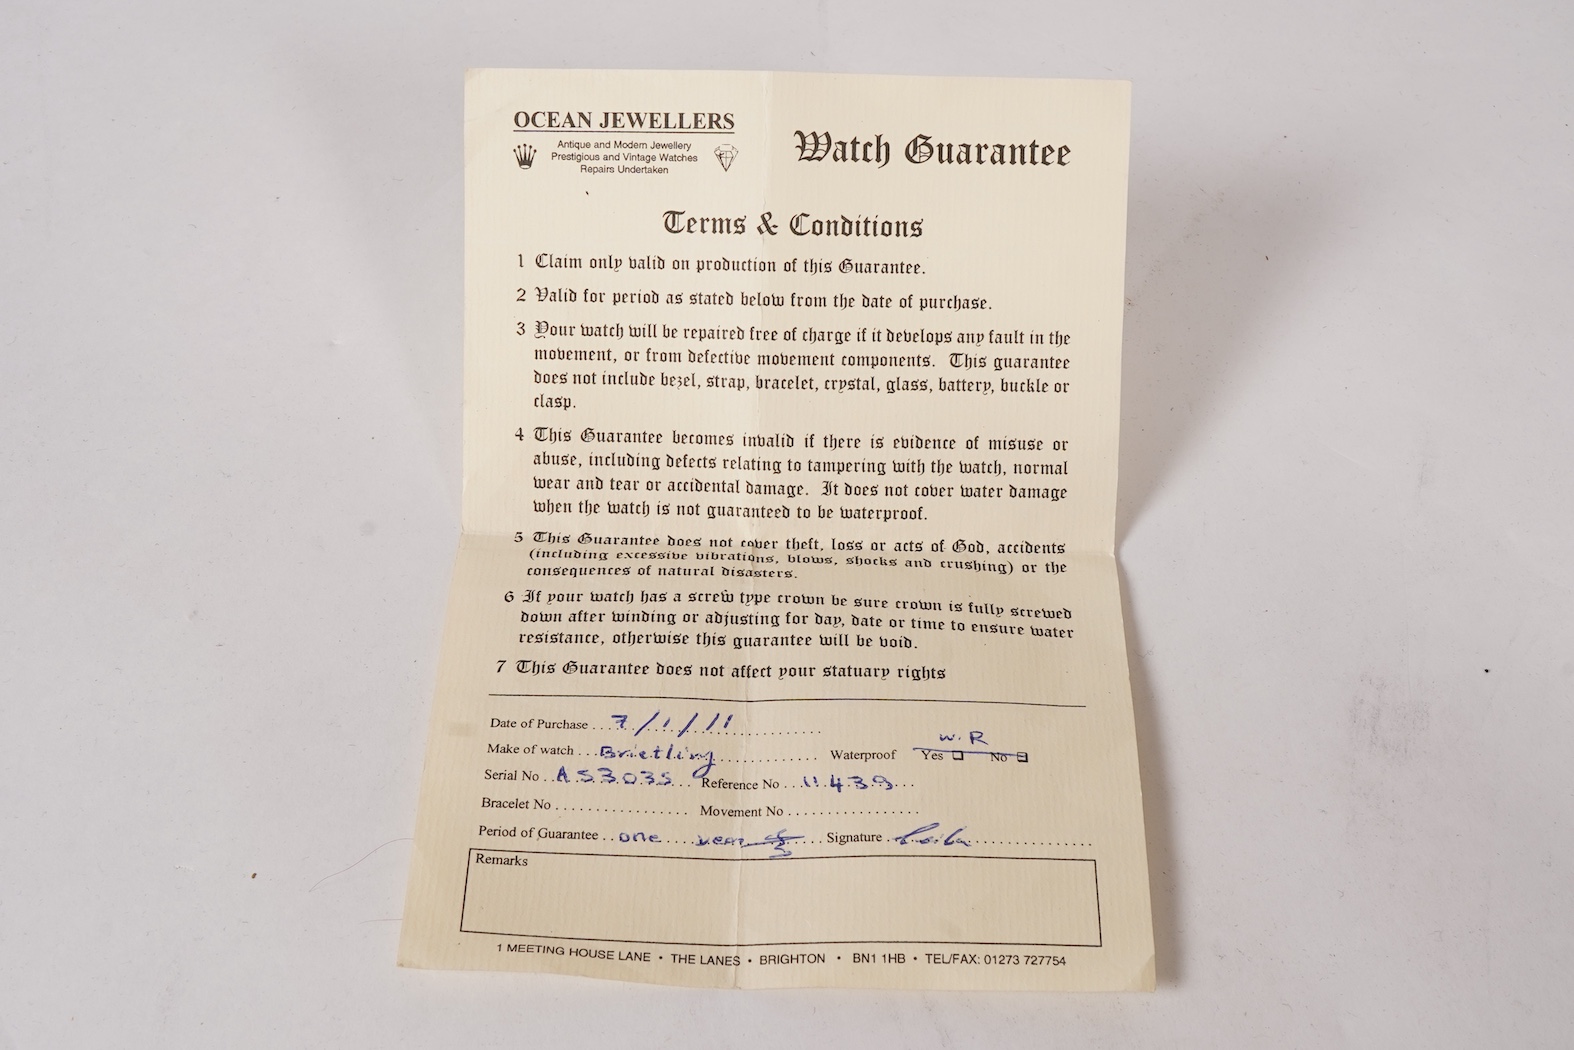 OCEAN JEWELLERS
Antique and Modern Jewellery
Prestigious and Vintage Watches
Repairs Undertaken
Watch Guarantee
Terms & Conditions
1 Claim only valid on production of this Guarantee.
2 Valid for period as stated below from the date of purchase.
3 Your watch will be repaired free of charge if it develops any fault in the
movement, or from defective movement components. This guarantee
does not include bezel, strap, bracelet, crystal, glass, battery, buckle or
clasp.
4 This Guarantee becomes invalid if there is evidence of misuse or
abuse, including defects relating to tampering with the watch, normal
wear and tear or accidental damage. It does not cover water damage
when the watch is not guaranteed to be waterproof.
5 This Guarantee does not cover theft, loss or acts of God, accidents
(including excessive vibrations, blows, shocks and crushing) or the
consequences of natural disasters.
6 If your watch has a screw type crown be sure crown is fully screwed
down after winding or adjusting for day, date or time to ensure water
resistance, otherwise this guarantee will be void.
7 This Guarantee does not affect your statuary rights
Date of Purchase . . 7/1/11
W.R
Make of watch . . . Brietling Waterproof Yes No
Serial No . . A53035 Reference No . . . 11439
Bracelet No Movement No
Period of Guarantee . . one year Signature
Remarks
1 MEETING HOUSE LANE • THE LANES • BRIGHTON • BN1 1HB • TEL/FAX: 01273 727754